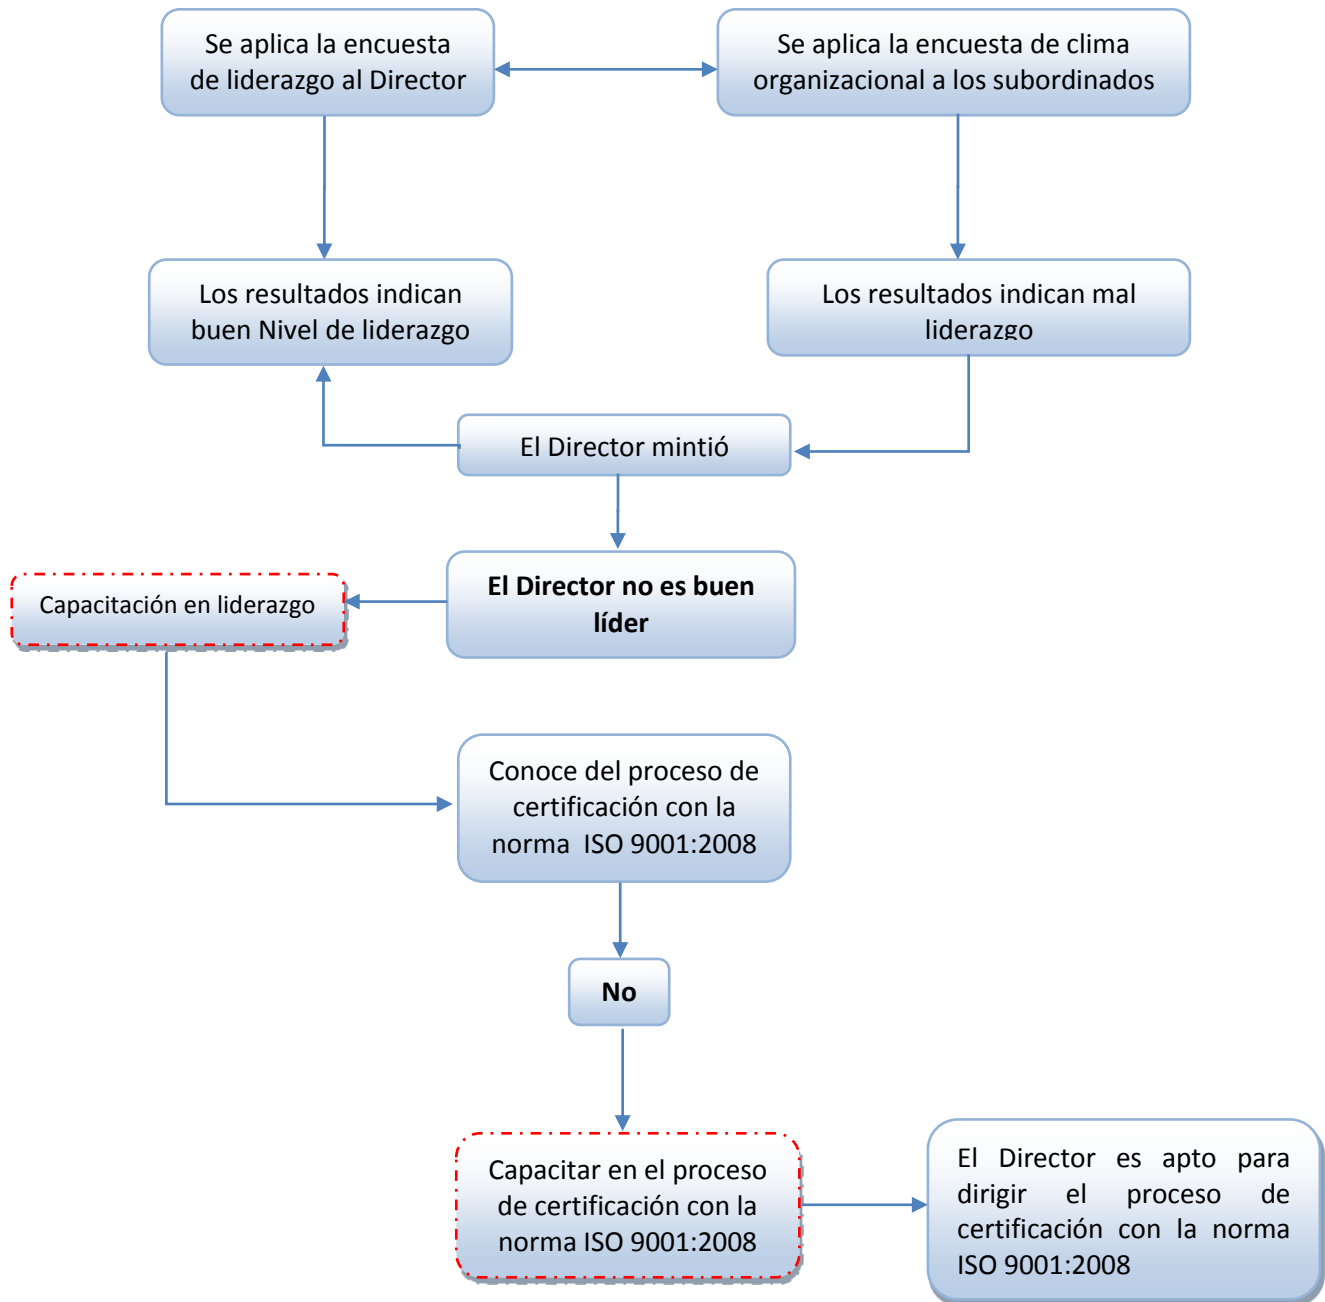 Se aplica la encuesta
de liderazgo al Director
Se aplica la encuesta de clima
organizacional a los subordinados
Los resultados indican
buen Nivel de liderazgo
Los resultados indican mal
liderazgo
El Director mintió
El Director no es buen
líder
Capacitación en liderazgo
Conoce del proceso de
certificación con la
norma ISO 9001:2008
No
Capacitar en el proceso
de certificación con la
norma ISO 9001:2008
El Director es apto para
dirigir el proceso de
certificación con la norma
ISO 9001:2008